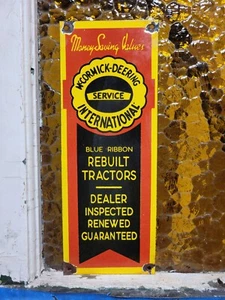 Money Saving Values
McCORMICK-DEERING
SERVICE
INTERNATIONAL
BLUE RIBBON
REBUILT
TRACTORS
DEALER
INSPECTED
RENEWED
GUARANTEED